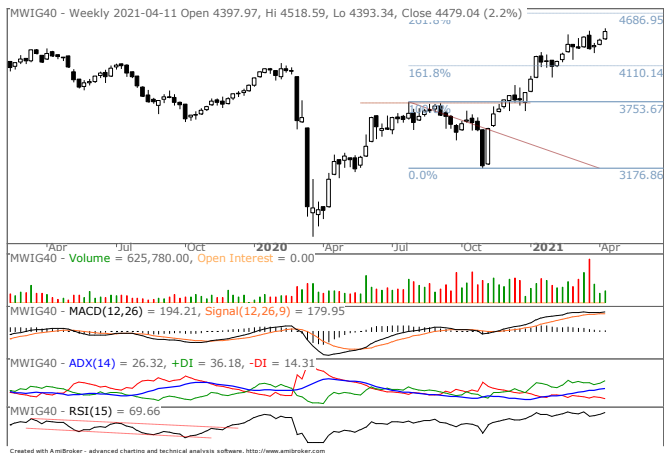 MWIG40 - Weekly 2021-04-11 Open 4397.97, Hi 4518.59, Lo 4393.34, Close 4479.04 (2.2%)
261.8%
4686.95
161.8%
4110.14
3753.67
0.0%
3176.86
Apr Jul Oct 2020 Apr Jul Oct 2021 Apr
MWIG40 - Volume = 625,780.00, Open Interest = 0.00
MWIG40 - MACD(12,26) = 194.21, Signal(12,26,9) = 179.95
MWIG40 - ADX(14) = 26.32, +DI = 36.18, -DI = 14.31
MWIG40 - RSI(15) = 69.66
Created with AmiBroker - advanced charting and technical analysis software. http://www.amibroker.com